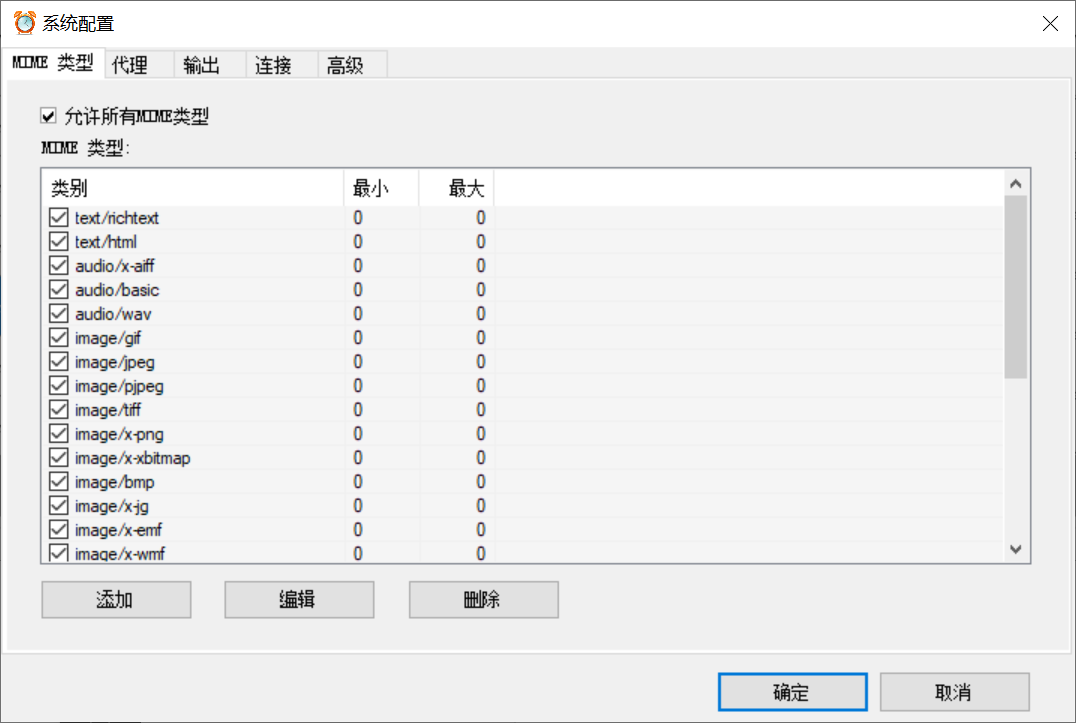 系统配置
MIME 类型 代理 输出 连接 高级
允许所有MIME类型
MIME 类型:
类别 最小 最大
text/richtext 0 0
text/html 0 0
audio/x-aiff 0 0
audio/basic 0 0
audio/wav 0 0
image/gif 0 0
image/jpeg 0 0
image/pjpeg 0 0
image/tiff 0 0
image/x-png 0 0
image/x-xbitmap 0 0
image/bmp 0 0
image/x-jg 0 0
image/x-emf 0 0
image/x-wmf 0 0
添加 编辑 删除
确定 取消